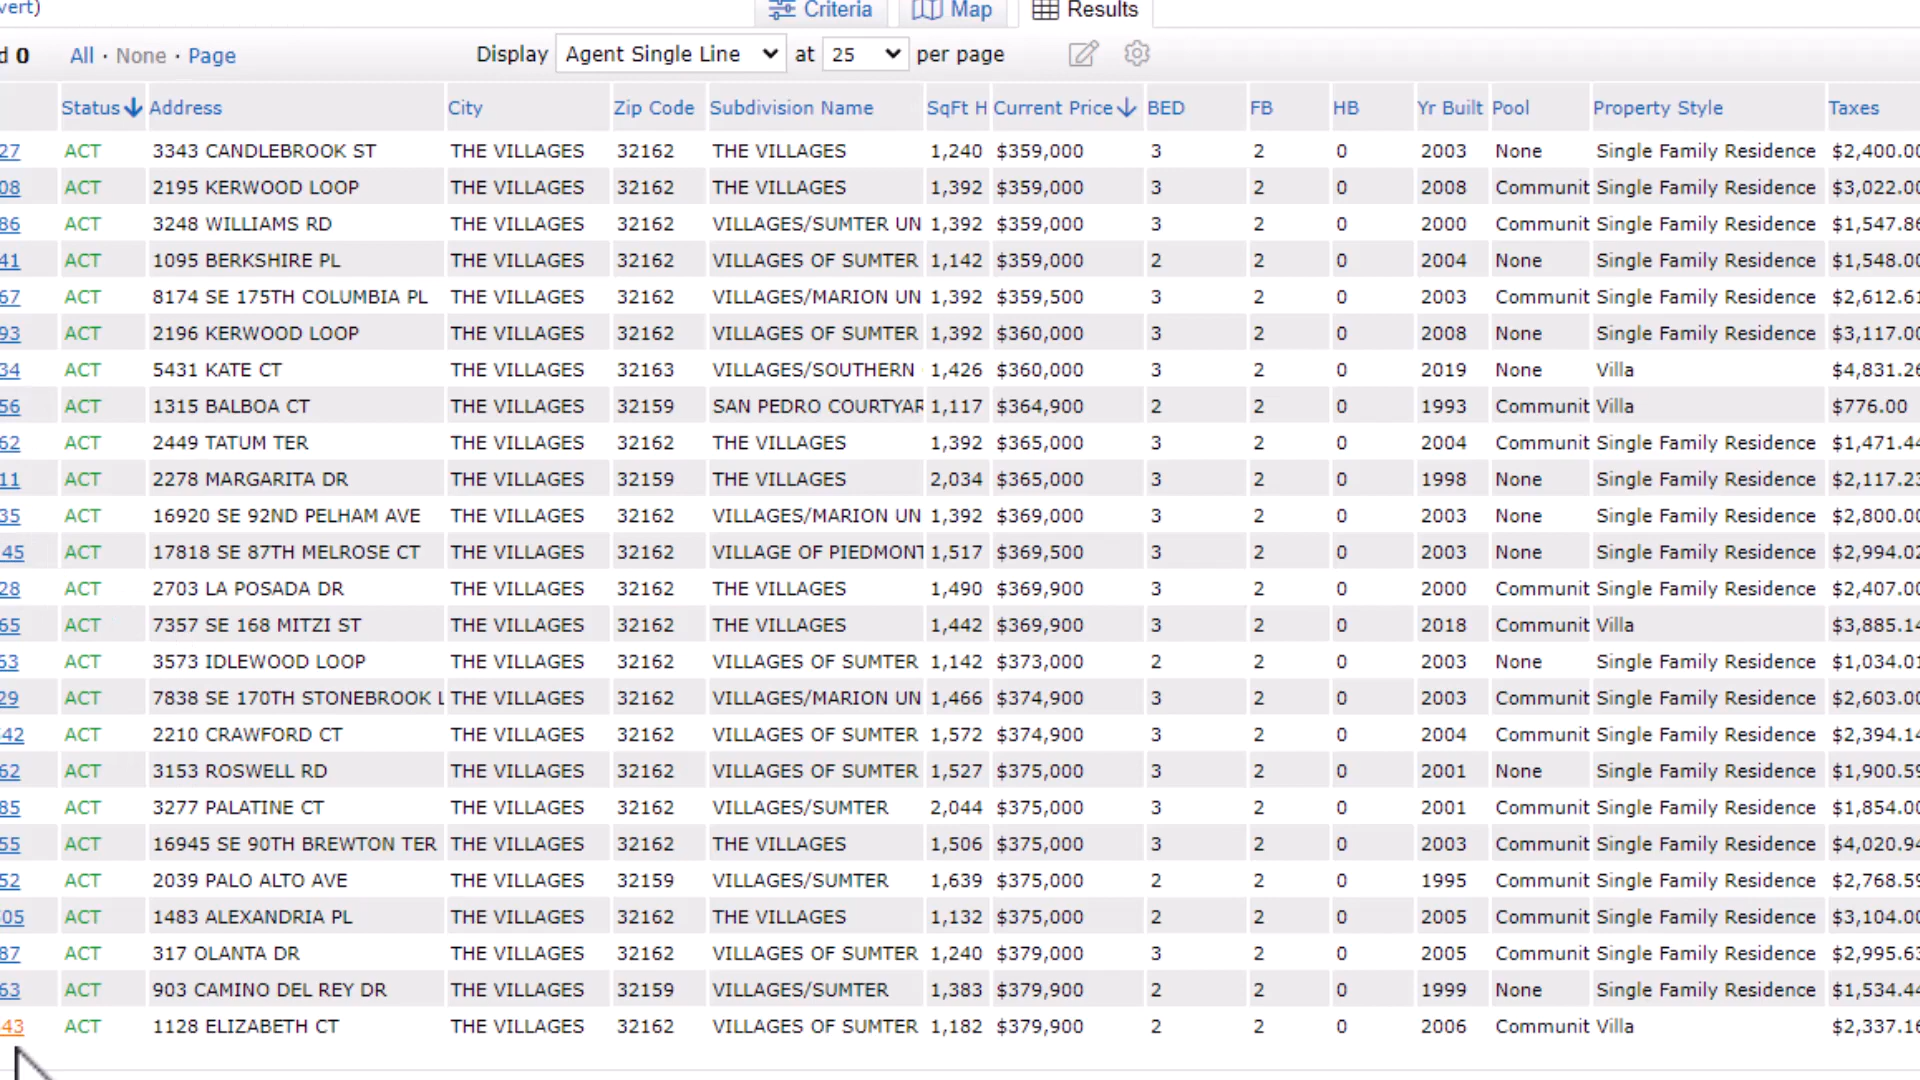 vert) Criteria Map Results
d 0 All · None · Page Display Agent Single Line at 25 per page
Status Address City Zip Code Subdivision Name SqFt H Current Price BED FB HB Yr Built Pool Property Style Taxes
27 ACT 3343 CANDLEBROOK ST THE VILLAGES 32162 THE VILLAGES 1,240 $359,000 3 2 0 2003 None Single Family Residence $2,400.00
08 ACT 2195 KERWOOD LOOP THE VILLAGES 32162 THE VILLAGES 1,392 $359,000 3 2 0 2008 Communit Single Family Residence $3,022.00
86 ACT 3248 WILLIAMS RD THE VILLAGES 32162 VILLAGES/SUMTER UN 1,392 $359,000 3 2 0 2000 Communit Single Family Residence $1,547.86
41 ACT 1095 BERKSHIRE PL THE VILLAGES 32162 VILLAGES OF SUMTER 1,142 $359,000 2 2 0 2004 None Single Family Residence $1,548.00
67 ACT 8174 SE 175TH COLUMBIA PL THE VILLAGES 32162 VILLAGES/MARION UN 1,392 $359,500 3 2 0 2003 Communit Single Family Residence $2,612.61
93 ACT 2196 KERWOOD LOOP THE VILLAGES 32162 VILLAGES OF SUMTER 1,392 $360,000 3 2 0 2008 None Single Family Residence $3,117.00
34 ACT 5431 KATE CT THE VILLAGES 32163 VILLAGES/SOUTHERN 1,426 $360,000 3 2 0 2019 None Villa $4,831.26
56 ACT 1315 BALBOA CT THE VILLAGES 32159 SAN PEDRO COURTYAR 1,117 $364,900 2 2 0 1993 Communit Villa $776.00
62 ACT 2449 TATUM TER THE VILLAGES 32162 THE VILLAGES 1,392 $365,000 3 2 0 2004 Communit Single Family Residence $1,471.44
11 ACT 2278 MARGARITA DR THE VILLAGES 32159 THE VILLAGES 2,034 $365,000 3 2 0 1998 None Single Family Residence $2,117.23
35 ACT 16920 SE 92ND PELHAM AVE THE VILLAGES 32162 VILLAGES/MARION UN 1,392 $369,000 3 2 0 2003 None Single Family Residence $2,800.00
45 ACT 17818 SE 87TH MELROSE CT THE VILLAGES 32162 VILLAGE OF PIEDMONT 1,517 $369,500 3 2 0 2003 None Single Family Residence $2,994.02
28 ACT 2703 LA POSADA DR THE VILLAGES 32162 THE VILLAGES 1,490 $369,900 3 2 0 2000 Communit Single Family Residence $2,407.00
65 ACT 7357 SE 168 MITZI ST THE VILLAGES 32162 THE VILLAGES 1,442 $369,900 3 2 0 2018 Communit Villa $3,885.14
53 ACT 3573 IDLEWOOD LOOP THE VILLAGES 32162 VILLAGES OF SUMTER 1,142 $373,000 2 2 0 2003 None Single Family Residence $1,034.01
29 ACT 7838 SE 170TH STONEBROOK L THE VILLAGES 32162 VILLAGES/MARION UN 1,466 $374,900 3 2 0 2003 Communit Single Family Residence $2,603.00
42 ACT 2210 CRAWFORD CT THE VILLAGES 32162 VILLAGES OF SUMTER 1,572 $374,900 3 2 0 2004 Communit Single Family Residence $2,394.14
62 ACT 3153 ROSWELL RD THE VILLAGES 32162 VILLAGES OF SUMTER 1,527 $375,000 3 2 0 2001 None Single Family Residence $1,900.59
85 ACT 3277 PALATINE CT THE VILLAGES 32162 VILLAGES/SUMTER 2,044 $375,000 3 2 0 2001 Communit Single Family Residence $1,854.00
55 ACT 16945 SE 90TH BREWTON TER THE VILLAGES 32162 THE VILLAGES 1,506 $375,000 3 2 0 2003 Communit Single Family Residence $4,020.94
52 ACT 2039 PALO ALTO AVE THE VILLAGES 32159 VILLAGES/SUMTER 1,639 $375,000 2 2 0 1995 Communit Single Family Residence $2,768.59
05 ACT 1483 ALEXANDRIA PL THE VILLAGES 32162 THE VILLAGES 1,132 $375,000 2 2 0 2005 Communit Single Family Residence $3,104.00
87 ACT 317 OLANTA DR THE VILLAGES 32162 VILLAGES OF SUMTER 1,240 $379,000 3 2 0 2005 Communit Single Family Residence $2,995.63
63 ACT 903 CAMINO DEL REY DR THE VILLAGES 32159 VILLAGES/SUMTER 1,383 $379,900 2 2 0 1999 None Single Family Residence $1,534.44
43 ACT 1128 ELIZABETH CT THE VILLAGES 32162 VILLAGES OF SUMTER 1,182 $379,900 2 2 0 2006 Communit Villa $2,337.16